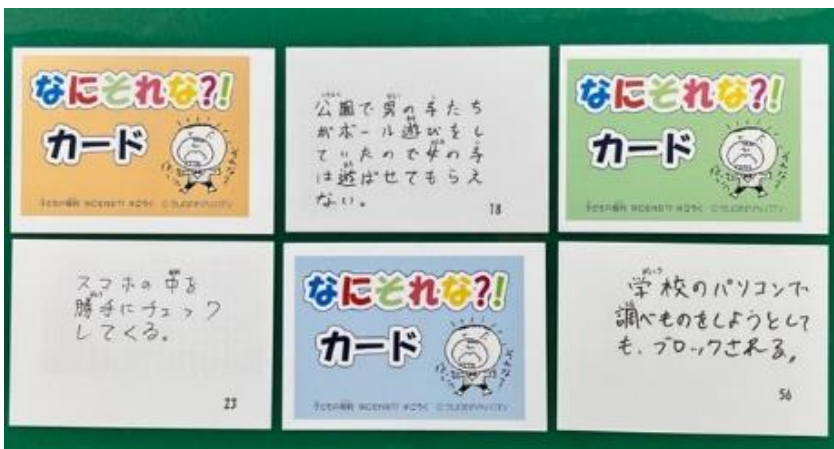 なにそれな?!
カード
公園で男の子たち
がボール遊びをし
ていたので女の子
は遊ばせてもらえ
ない。
18
なにそれな?!
カード
スマホの中を
勝手にチェック
してくる。
23
なにそれな?!
カード
学校のパソコンで
調べものをしようとして
も、ブロックされる。
56